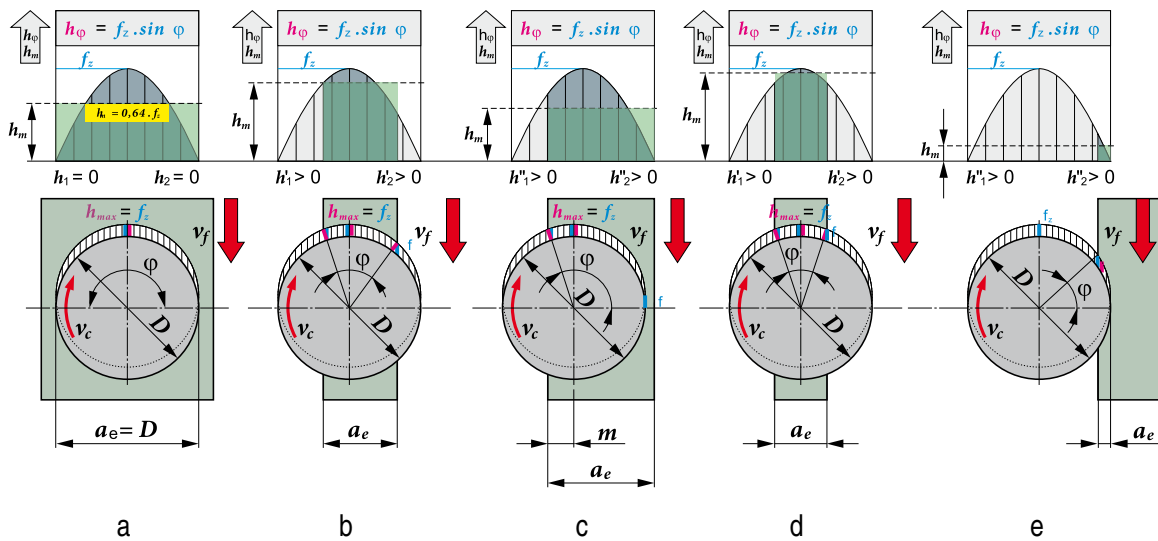 hφ hm
hφ = fz . sin φ
fz
hm = 0,64 . fz
hm
h1 = 0 h2 = 0
hmax = fz
vf
φ
D
vc
ae = D
a
hφ hm
hφ = fz . sin φ
fz
hm
h'1 > 0 h'2 > 0
hmax = fz
f
vf
φ
D
vc
ae
b
hφ hm
hφ = fz . sin φ
fz
hm
h"1 > 0 h"2 > 0
hmax = fz
vf
φ
D
f
vc
m
ae
c
hφ hm
hφ = fz . sin φ
fz
hm
h'1 > 0 h'2 > 0
hmax = fz
f
vf
φ
D
vc
ae
d
hφ hm
hφ = fz . sin φ
fz
hm
h"1 > 0 h"2 > 0
fz
vf
D
φ
vc
ae
e